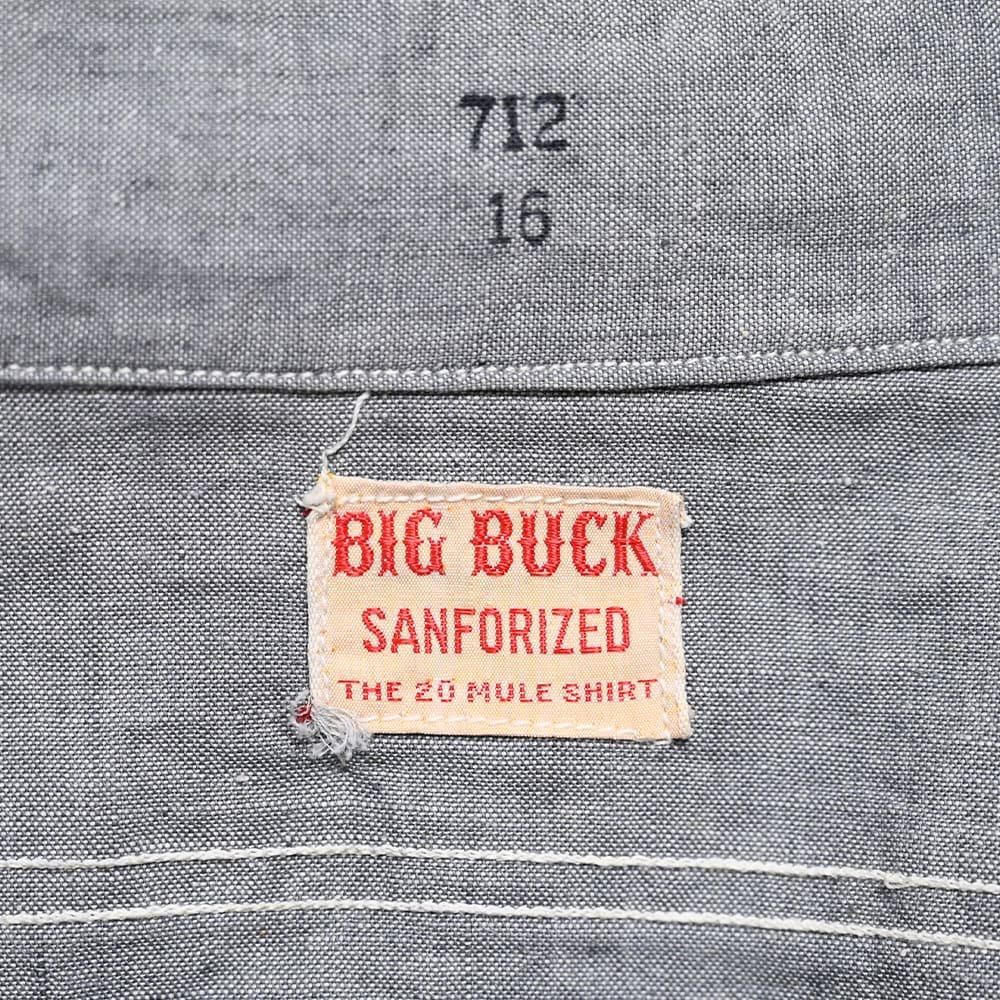 712
16
BIG BUCK
SANFORIZED
THE 20 MULE SHIRT